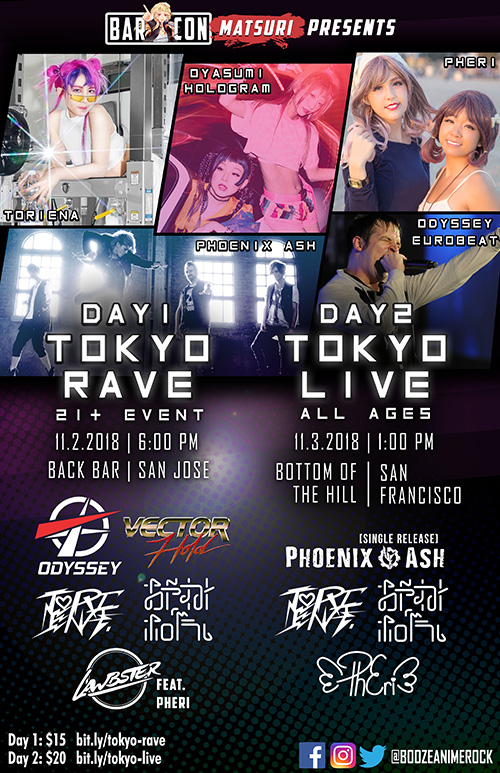 BAR CON MATSURI PRESENTS
OYASUMI
HOLOGRAM
PHERI
TORIENA
PHOENIX ASH
ODYSSEY
EUROBEAT
DAY1
TOKYO
RAVE
21+ EVENT
11.2.2018 | 6:00 PM
BACK BAR | SAN JOSE
DAY2
TOKYO
LIVE
ALL AGES
11.3.2018 | 1:00 PM
BOTTOM OF
THE HILL
SAN
FRANCISCO
ODYSSEY
VECTOR
Hold
LAWBSTER
FEAT.
PHERI
[SINGLE RELEASE]
PHOENIX ASH
PhEri
Day 1: $15 bit.ly/tokyo-rave
Day 2: $20 bit.ly/tokyo-live
@BOOZEANIMEROCK